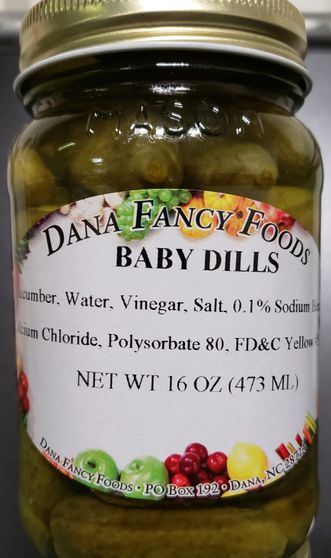 MASON
DANA FANCY FOODS
BABY DILLS
Cucumber, Water, Vinegar, Salt, 0.1% Sodium
Calcium Chloride, Polysorbate 80, FD&C Yellow
NET WT 16 OZ (473 ML)
DANA FANCY FOODS • PO BOX 192 • DANA, NC